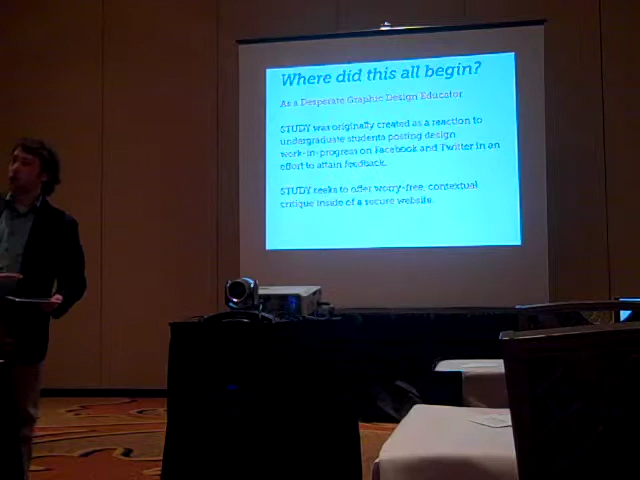 Where did this all begin?
As a Desperate Graphic Design Educator
STUDY was originally created as a reaction to
undergraduate students posting design
work-in-progress on Facebook and Twitter in an
effort to attain feedback.
STUDY seeks to offer worry-free, contextual
critique inside of a secure website.